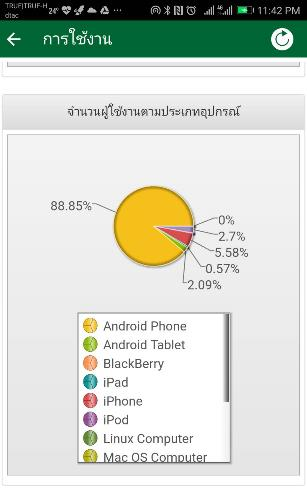 TRUE|TRUE-H
dtac
24°
11:42 PM
การใช้งาน
จำนวนผู้ใช้งานตามประเภทอุปกรณ์
88.85%
0%
2.7%
5.58%
0.57%
2.09%
Android Phone
Android Tablet
BlackBerry
iPad
iPhone
iPod
Linux Computer
Mac OS Computer